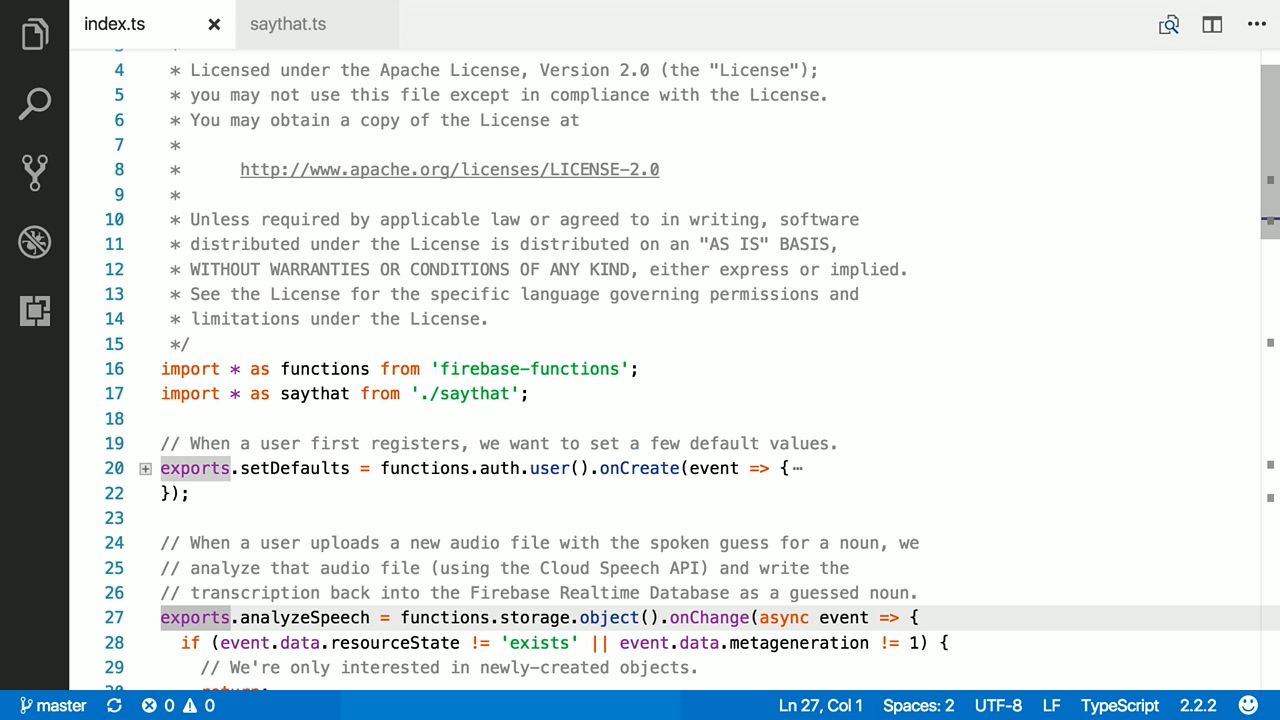 index.ts
saythat.ts
4 * Licensed under the Apache License, Version 2.0 (the "License");
5 * you may not use this file except in compliance with the License.
6 * You may obtain a copy of the License at
7 *
8 * http://www.apache.org/licenses/LICENSE-2.0
9 *
10 * Unless required by applicable law or agreed to in writing, software
11 * distributed under the License is distributed on an "AS IS" BASIS,
12 * WITHOUT WARRANTIES OR CONDITIONS OF ANY KIND, either express or implied.
13 * See the License for the specific language governing permissions and
14 * limitations under the License.
15 */
16 import * as functions from 'firebase-functions';
17 import * as saythat from './saythat';
18
19 // When a user first registers, we want to set a few default values.
20 exports.setDefaults = functions.auth.user().onCreate(event => {⋯
22 });
23
24 // When a user uploads a new audio file with the spoken guess for a noun, we
25 // analyze that audio file (using the Cloud Speech API) and write the
26 // transcription back into the Firebase Realtime Database as a guessed noun.
27 exports.analyzeSpeech = functions.storage.object().onChange(async event => {
28 if (event.data.resourceState != 'exists' || event.data.metageneration != 1) {
29 // We're only interested in newly-created objects.
30 return;
master 0 0 Ln 27, Col 1 Spaces: 2 UTF-8 LF TypeScript 2.2.2